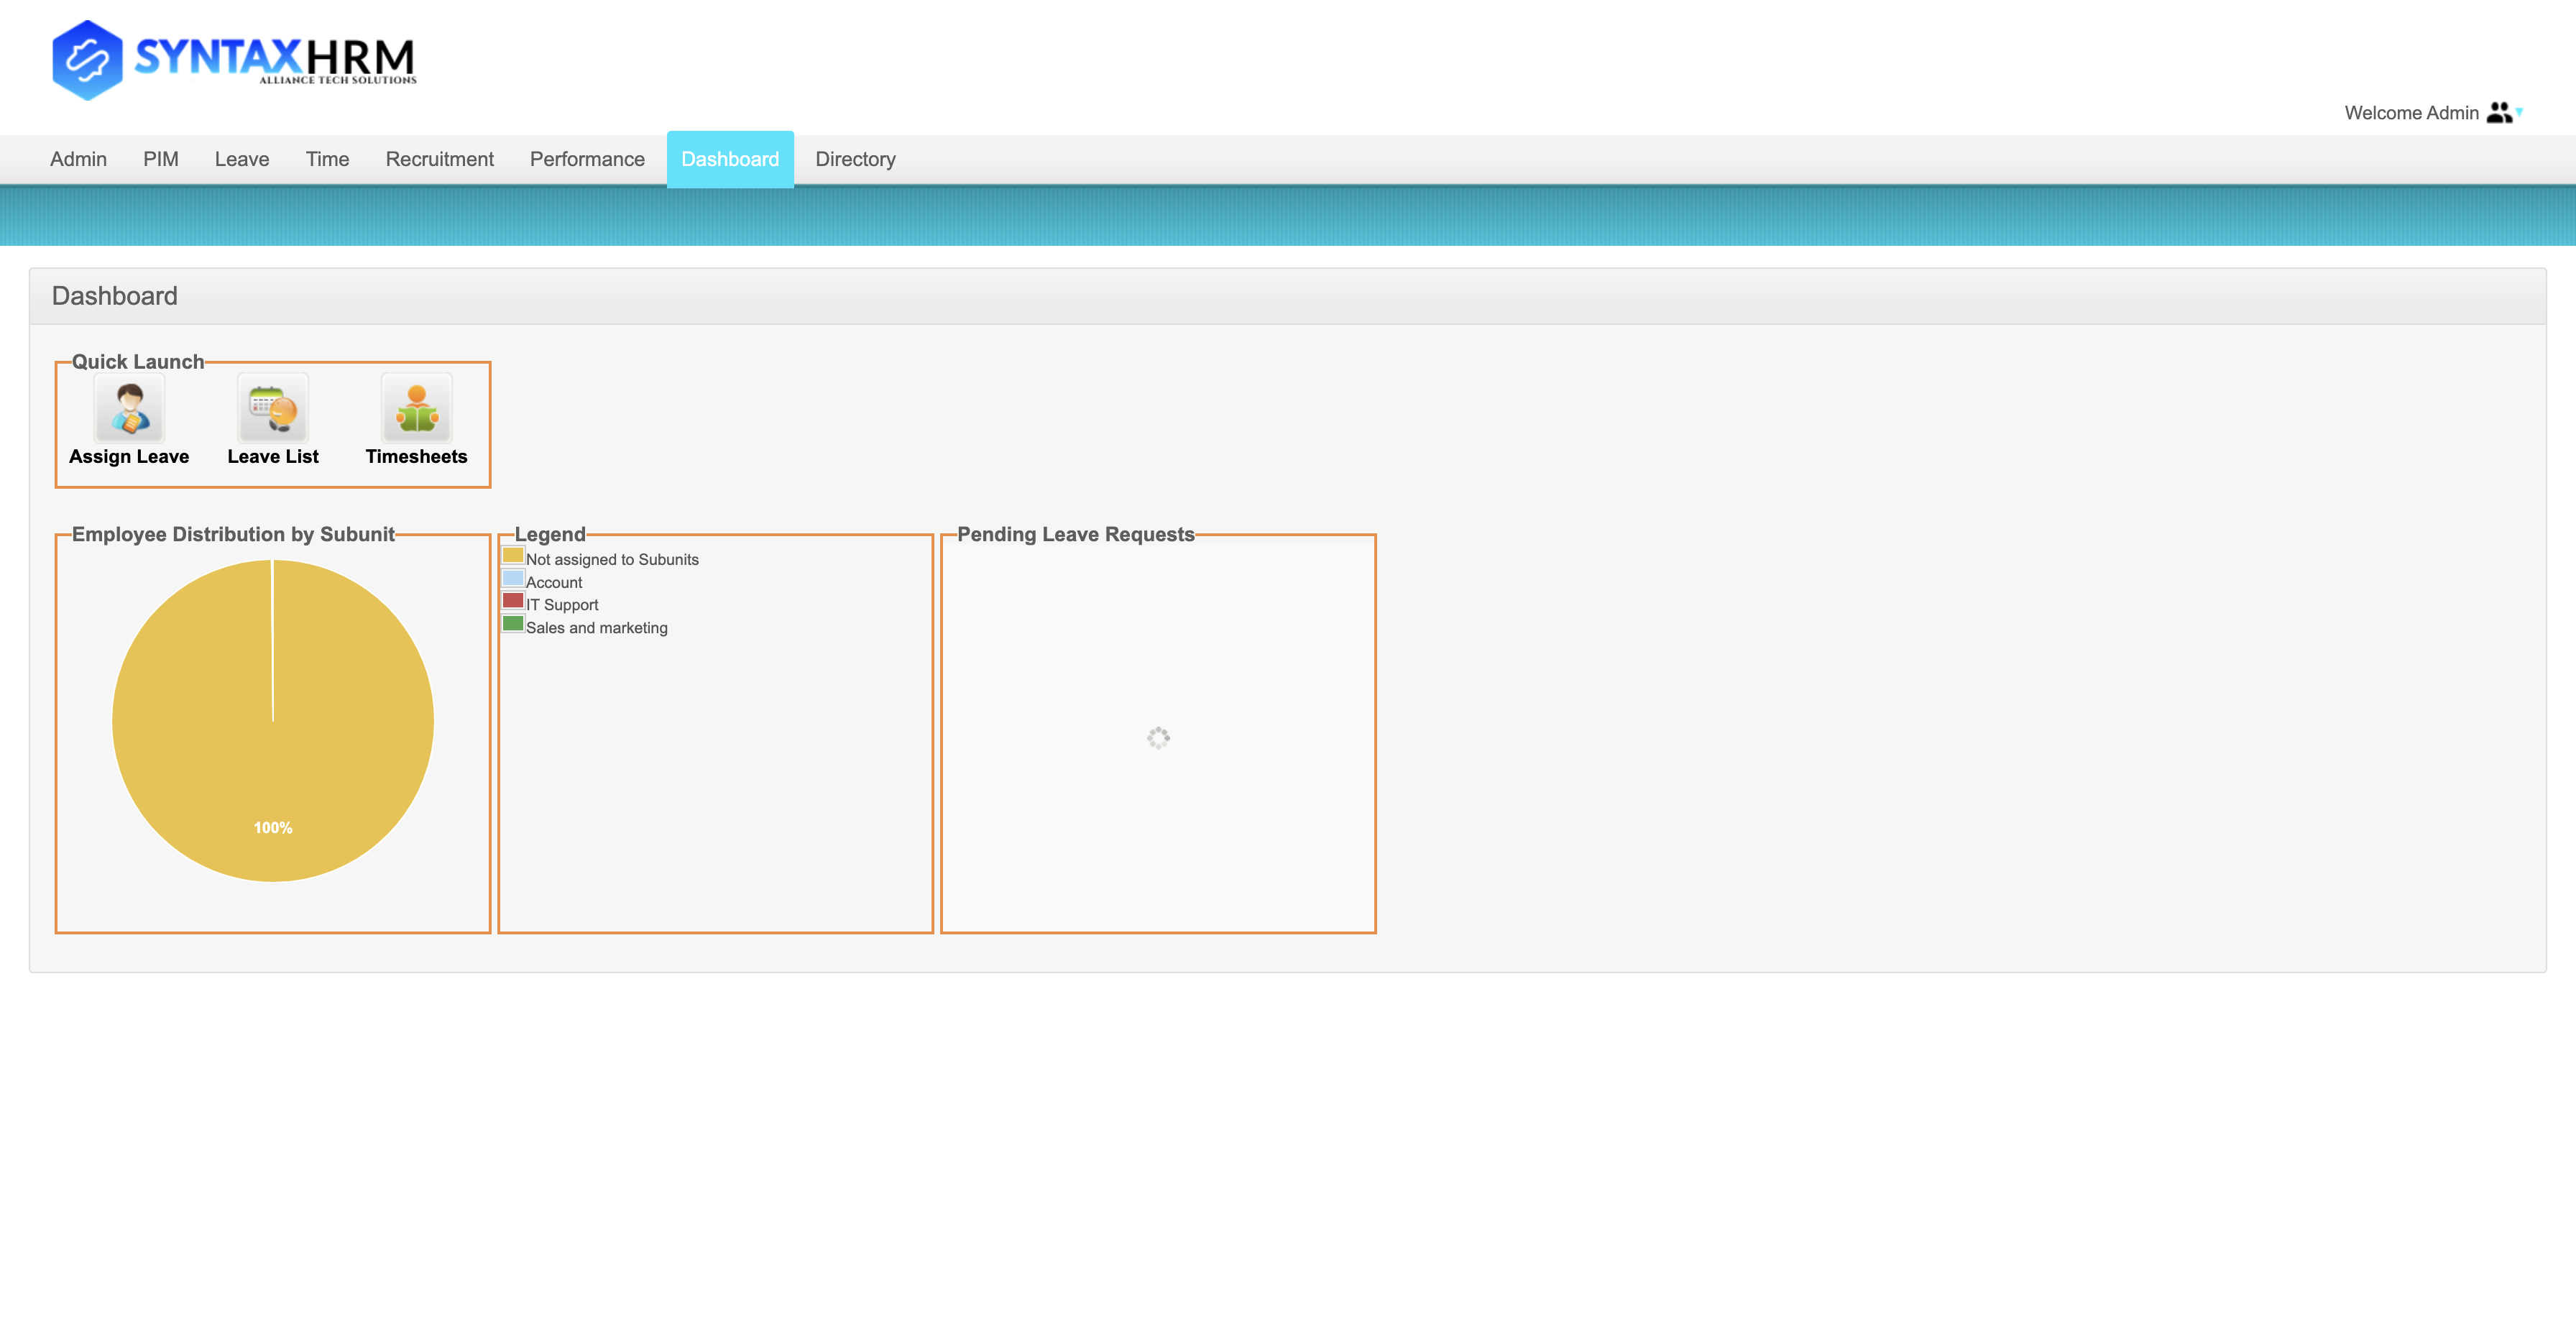 SYNTAXHRM
ALLIANCE TECH SOLUTIONS
Welcome Admin
Admin PIM Leave Time Recruitment Performance Dashboard Directory
Dashboard
Quick Launch
Assign Leave Leave List Timesheets
Employee Distribution by Subunit
100%
Legend
Not assigned to Subunits
Account
IT Support
Sales and marketing
Pending Leave Requests